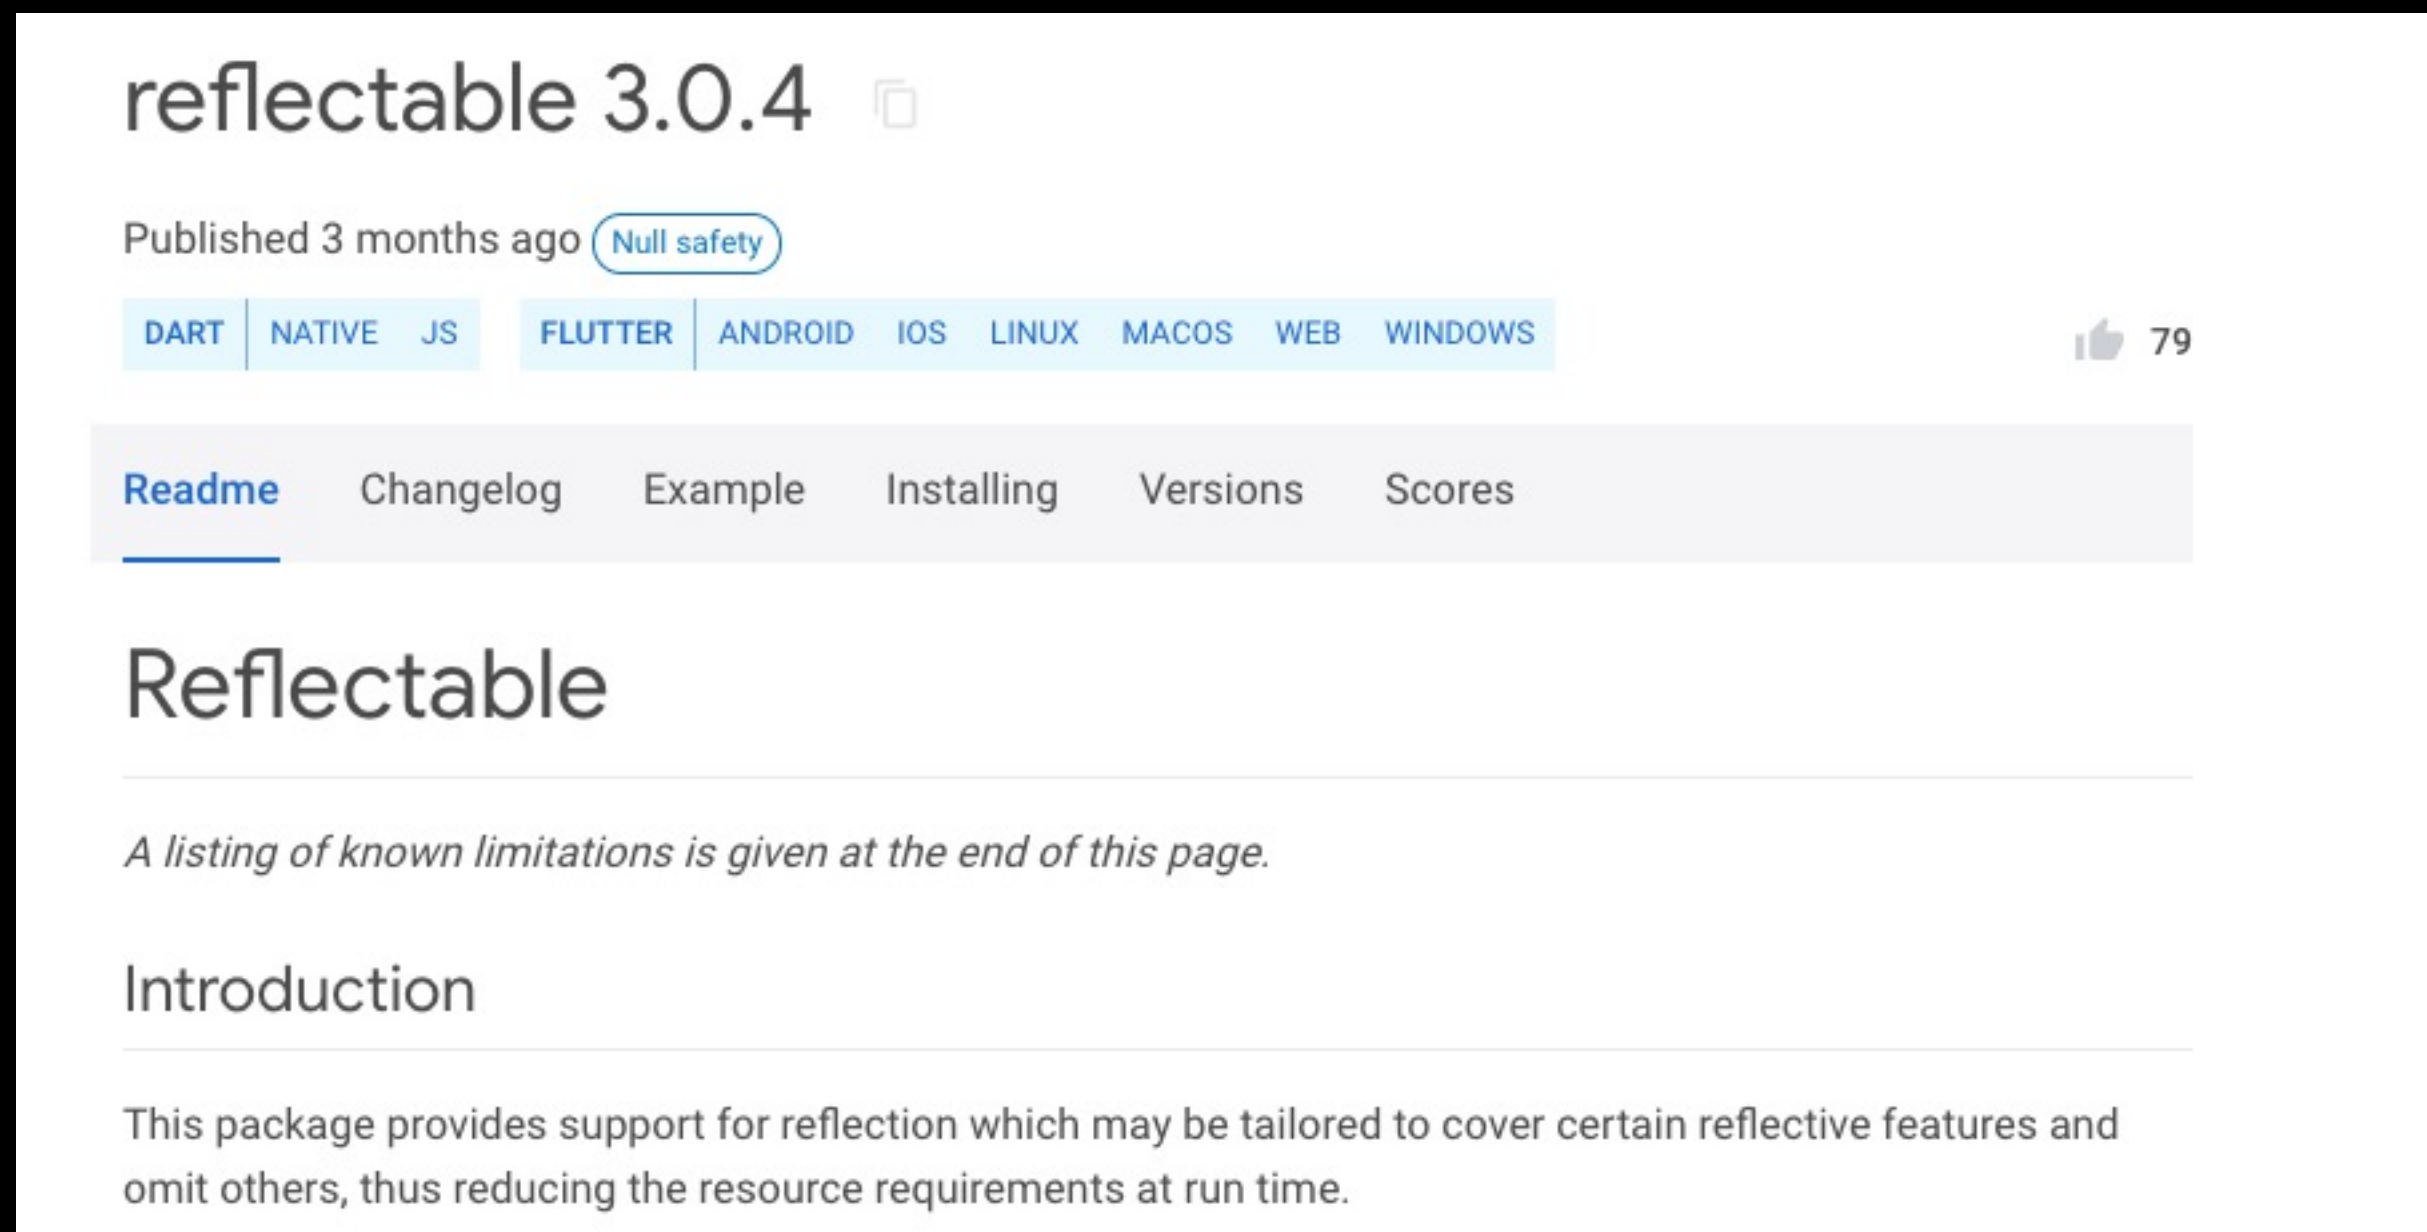 reflectable 3.0.4
Published 3 months ago Null safety
DART NATIVE JS FLUTTER ANDROID IOS LINUX MACOS WEB WINDOWS 79
Readme Changelog Example Installing Versions Scores
Reflectable
A listing of known limitations is given at the end of this page.
Introduction
This package provides support for reflection which may be tailored to cover certain reflective features and
omit others, thus reducing the resource requirements at run time.